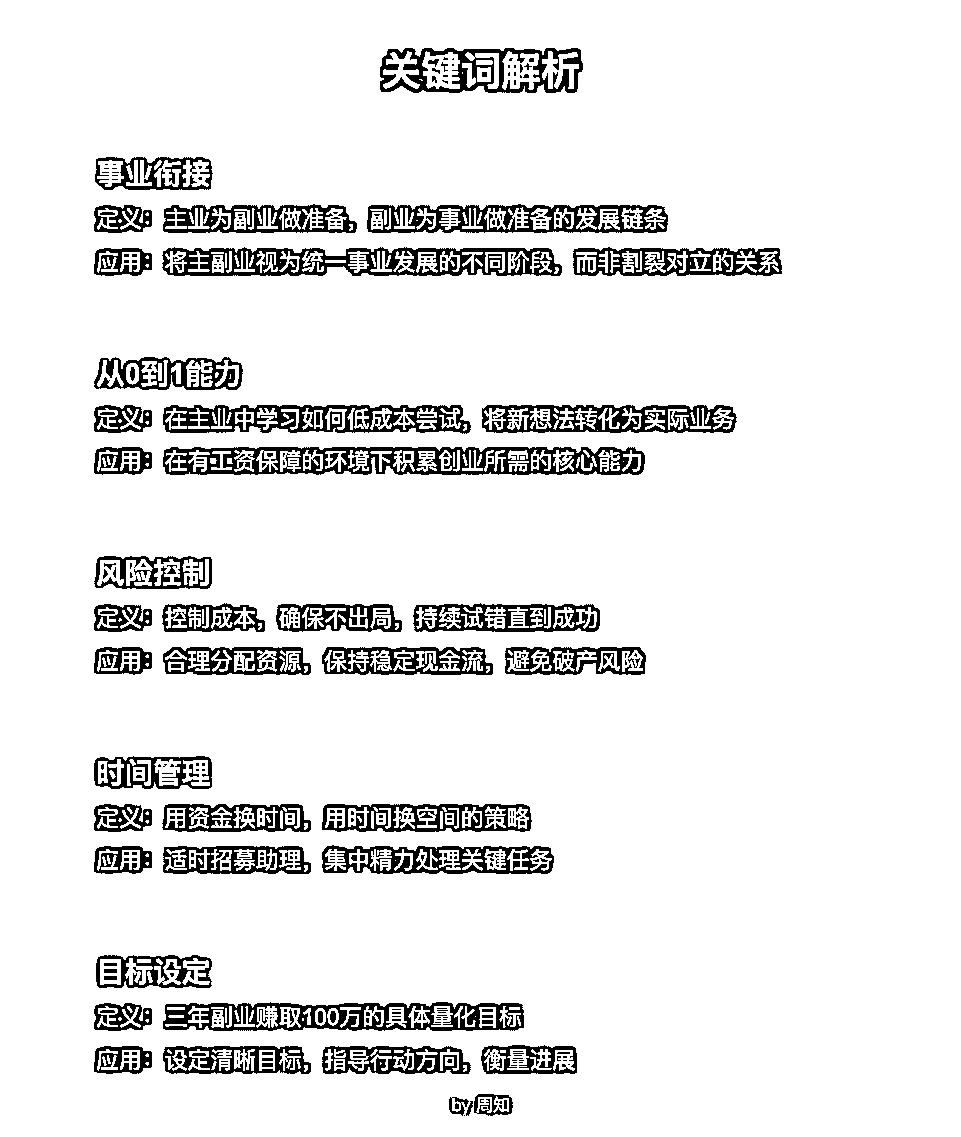 关键词解析
事业衔接
定义：主业为副业做准备，副业为事业做准备的发展链条
应用：将主副业视为统一事业发展的不同阶段，而非割裂对立的关系
从0到1能力
定义：在主业中学习如何低成本尝试，将新想法转化为实际业务
应用：在有工资保障的环境下积累创业所需的核心能力
风险控制
定义：控制成本，确保不出局，持续试错直到成功
应用：合理分配资源，保持稳定现金流，避免破产风险
时间管理
定义：用资金换时间，用时间换空间的策略
应用：适时招募助理，集中精力处理关键任务
目标设定
定义：三年副业赚取100万的具体量化目标
应用：设定清晰目标，指导行动方向，衡量进展
by 周知